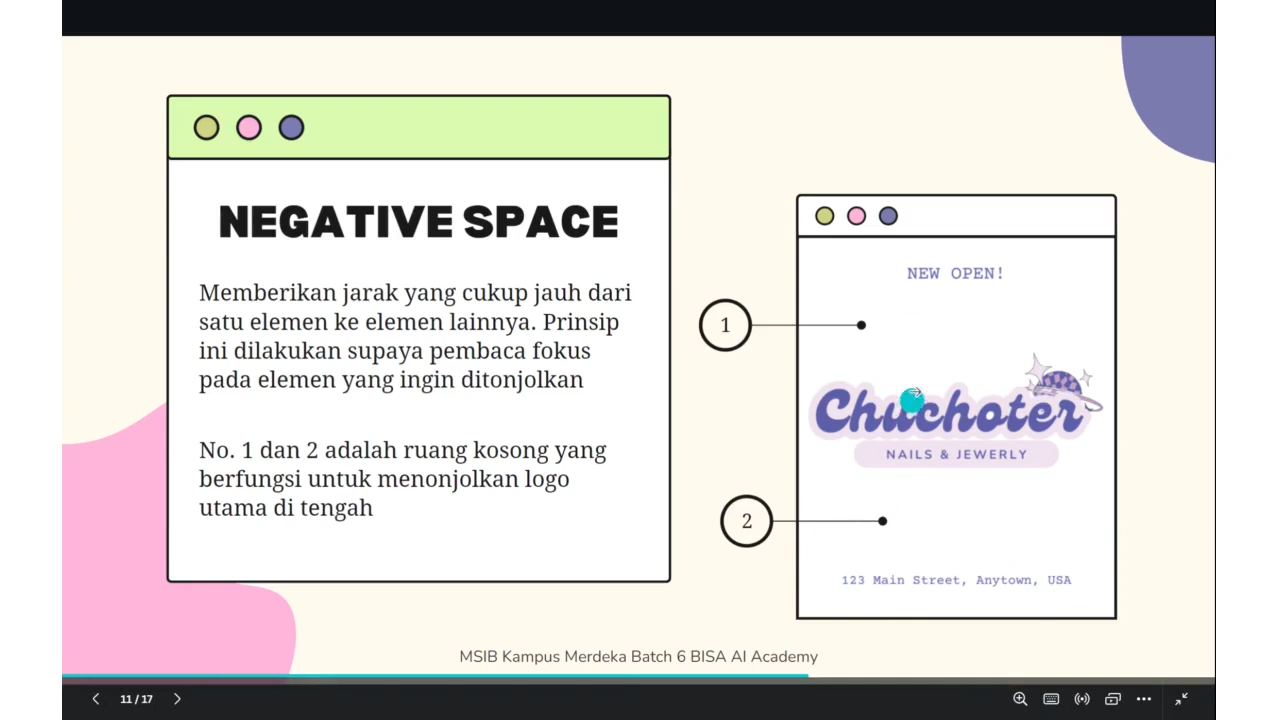 NEGATIVE SPACE
Memberikan jarak yang cukup jauh dari
satu elemen ke elemen lainnya. Prinsip
ini dilakukan supaya pembaca fokus
pada elemen yang ingin ditonjolkan
No. 1 dan 2 adalah ruang kosong yang
berfungsi untuk menonjolkan logo
utama di tengah
NEW OPEN!
1
Chuchoter
NAILS & JEWERLY
2
123 Main Street, Anytown, USA
MSIB Kampus Merdeka Batch 6 BISA AI Academy
11 / 17